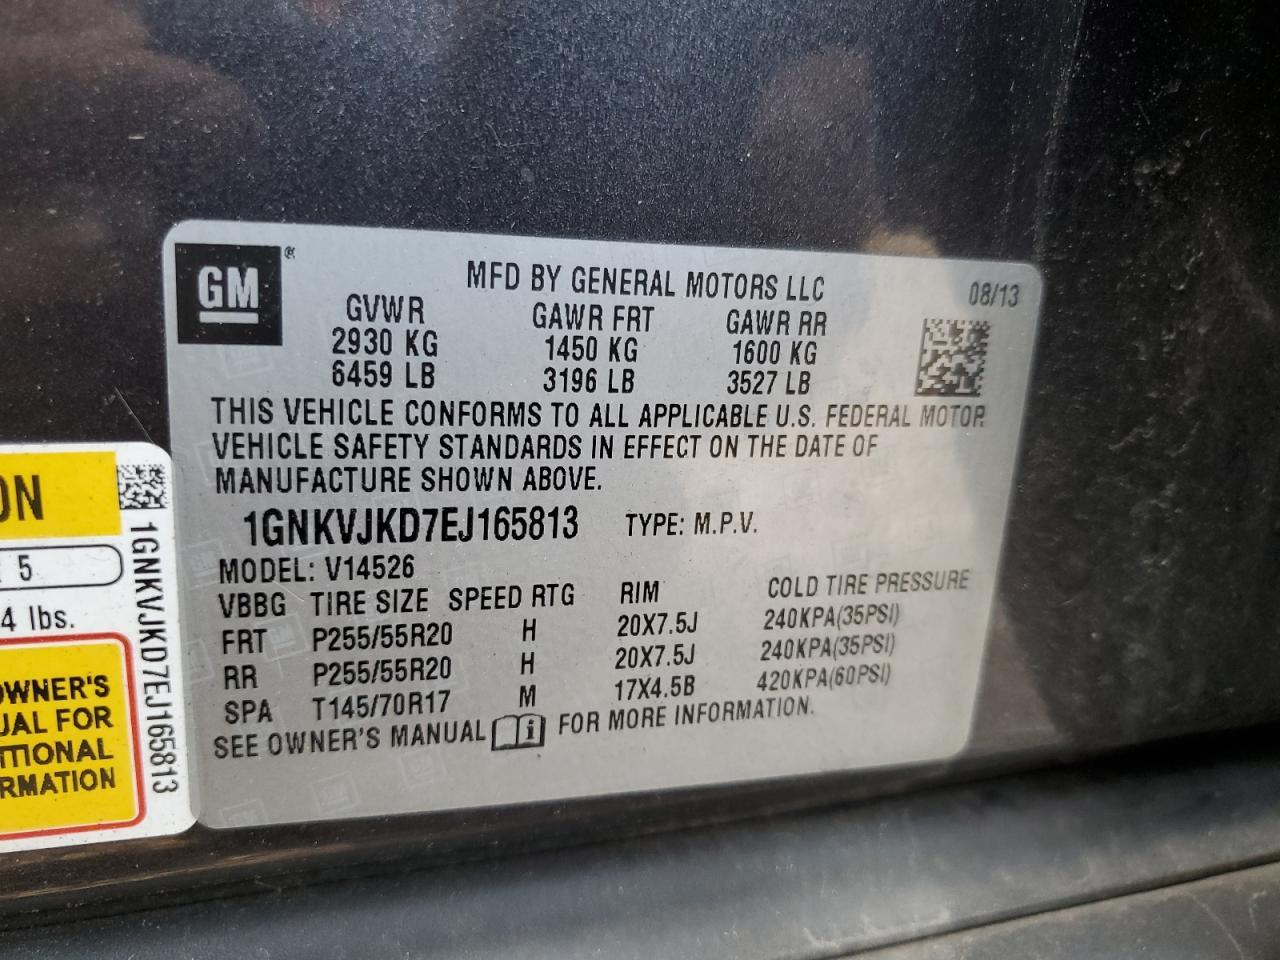 GM ®
MFD BY GENERAL MOTORS LLC 08/13
GVWR GAWR FRT GAWR RR
2930 KG 1450 KG 1600 KG
6459 LB 3196 LB 3527 LB
THIS VEHICLE CONFORMS TO ALL APPLICABLE U.S. FEDERAL MOTOR
VEHICLE SAFETY STANDARDS IN EFFECT ON THE DATE OF
MANUFACTURE SHOWN ABOVE.
1GNKVJKD7EJ165813 TYPE: M.P.V.
MODEL: V14526
VBBG TIRE SIZE SPEED RTG RIM COLD TIRE PRESSURE
FRT P255/55R20 H 20X7.5J 240KPA(35PSI)
RR P255/55R20 H 20X7.5J 240KPA(35PSI)
SPA T145/70R17 M 17X4.5B 420KPA(60PSI)
SEE OWNER'S MANUAL i FOR MORE INFORMATION.
ON
5
4 lbs.
OWNER'S
UAL FOR
ITIONAL
RMATION
1GNKVJKD7EJ165813